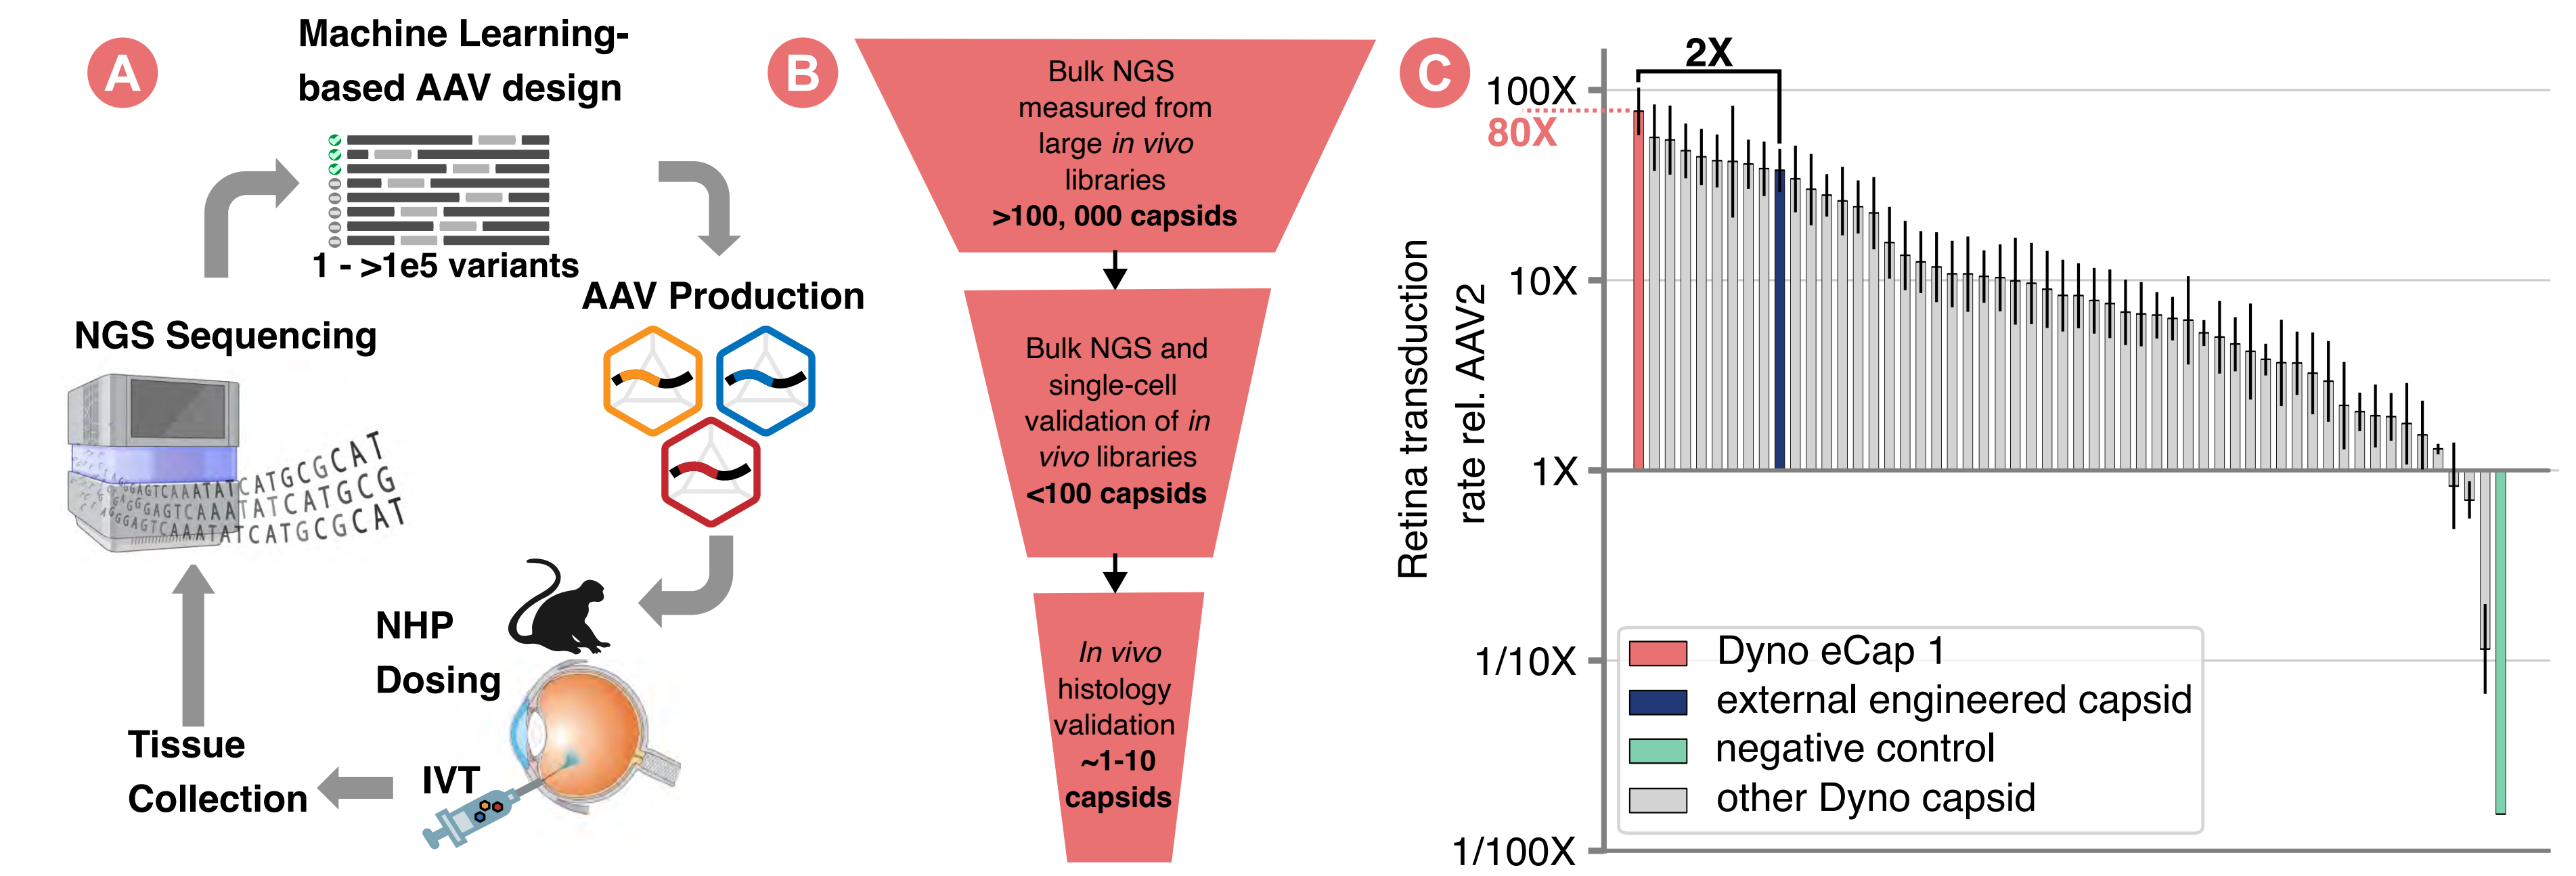 A
Machine Learning-
based AAV design
1 - >1e5 variants
AAV Production
NGS Sequencing
GGGAGTCAAATATCATGCGCAT
GGGAGTCAAATATCATGCG
GGGAGTCAAATATCATGCGCAT
NHP
Dosing
IVT
Tissue
Collection
B
Bulk NGS
measured from
large in vivo
libraries
>100, 000 capsids
Bulk NGS and
single-cell
validation of in
vivo libraries
<100 capsids
In vivo
histology
validation
~1-10
capsids
C
2X
100X
80X
10X
1X
1/10X
1/100X
Retina transduction
rate rel. AAV2
Dyno eCap 1
external engineered capsid
negative control
other Dyno capsid